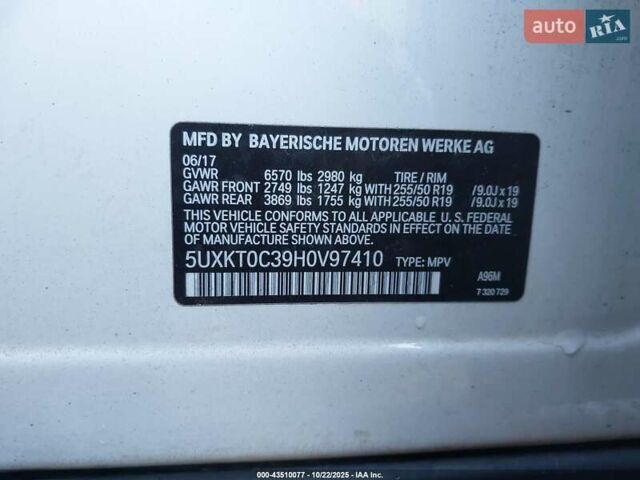 auto RIA.com
MFD BY BAYERISCHE MOTOREN WERKE AG
06/17
GVWR 6570 lbs 2980 kg TIRE / RIM
GAWR FRONT 2749 lbs 1247 kg WITH 255/50 R19 /9.0J x 19
GAWR REAR 3869 lbs 1755 kg WITH 255/50 R19 /9.0J x 19
THIS VEHICLE CONFORMS TO ALL APPLICABLE U. S. FEDERAL
MOTOR VEHICLE SAFETY STANDARDS IN EFFECT ON THE DATE
OF MANUFACTURE SHOWN ABOVE.
5UXKT0C39H0V97410 TYPE: MPV
A96M
7 320 729
000-43510077 - 10/22/2025 - IAA Inc.